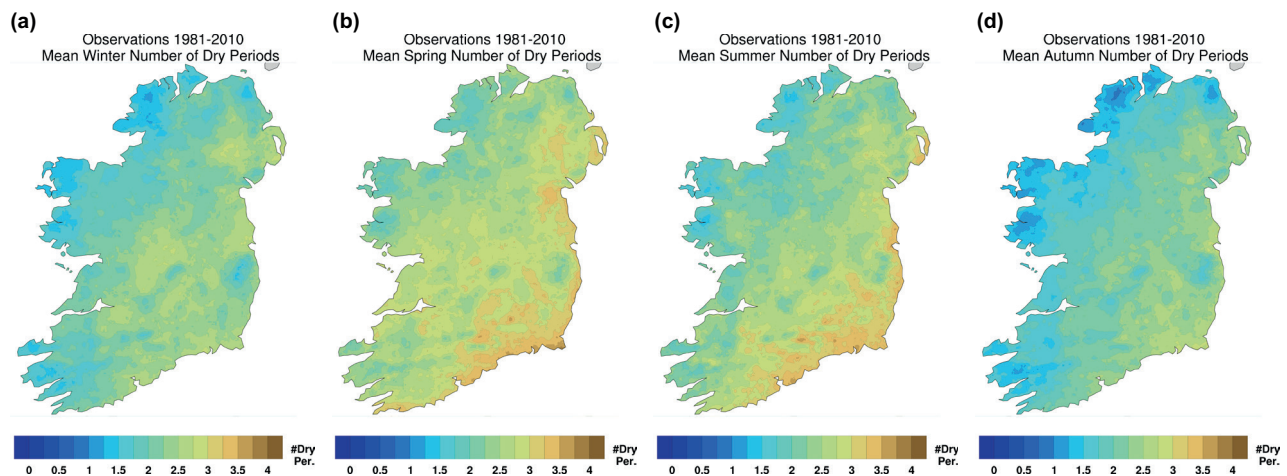 (a)
Observations 1981-2010
Mean Winter Number of Dry Periods
0 0.5 1 1.5 2 2.5 3 3.5 4
#Dry
Per.
(b)
Observations 1981-2010
Mean Spring Number of Dry Periods
0 0.5 1 1.5 2 2.5 3 3.5 4
#Dry
Per.
(c)
Observations 1981-2010
Mean Summer Number of Dry Periods
0 0.5 1 1.5 2 2.5 3 3.5 4
#Dry
Per.
(d)
Observations 1981-2010
Mean Autumn Number of Dry Periods
0 0.5 1 1.5 2 2.5 3 3.5 4
#Dry
Per.